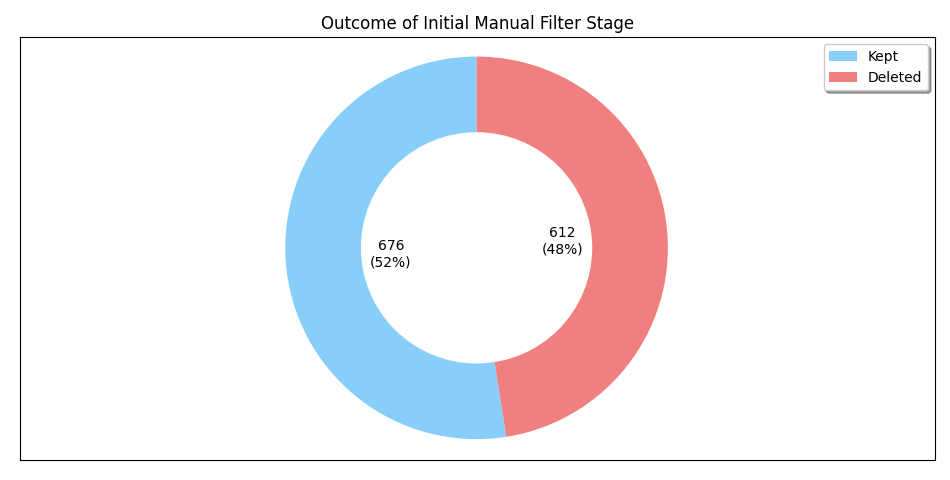 Outcome of Initial Manual Filter Stage
Kept
Deleted
676
(52%)
612
(48%)